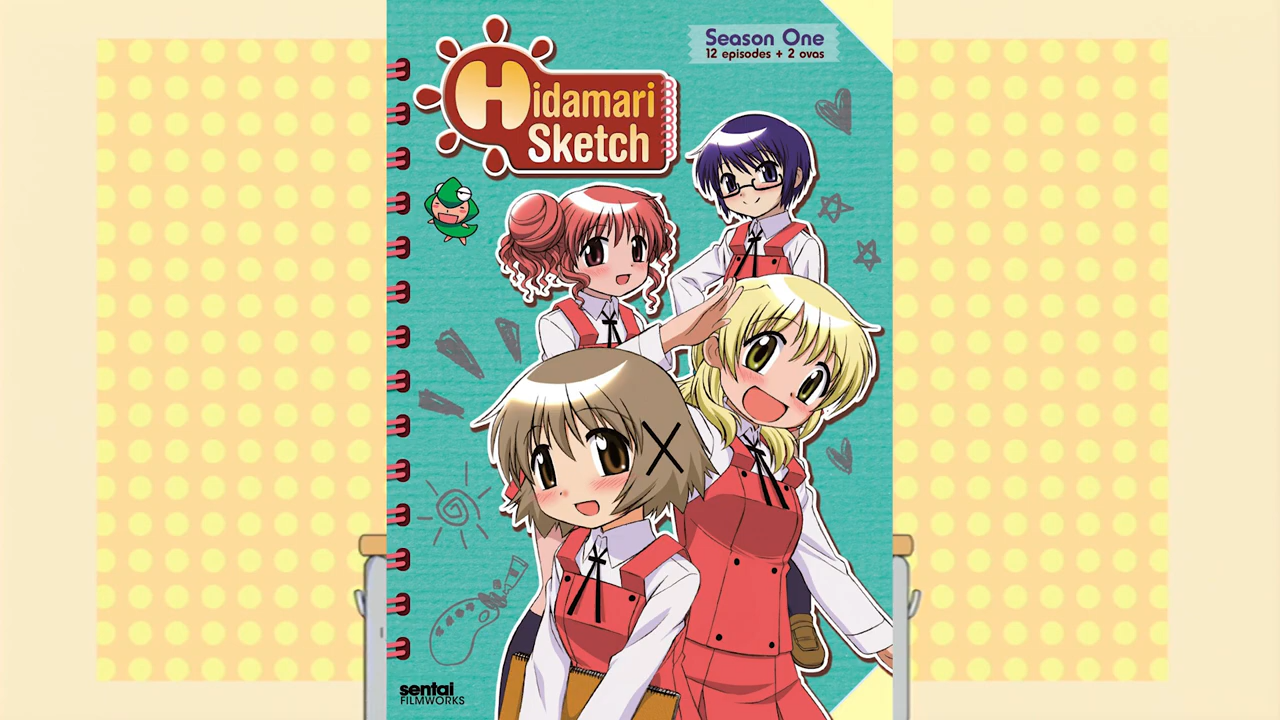 Hidamari
Sketch
Season One
12 episodes + 2 ovas
sentai
FILMWORKS